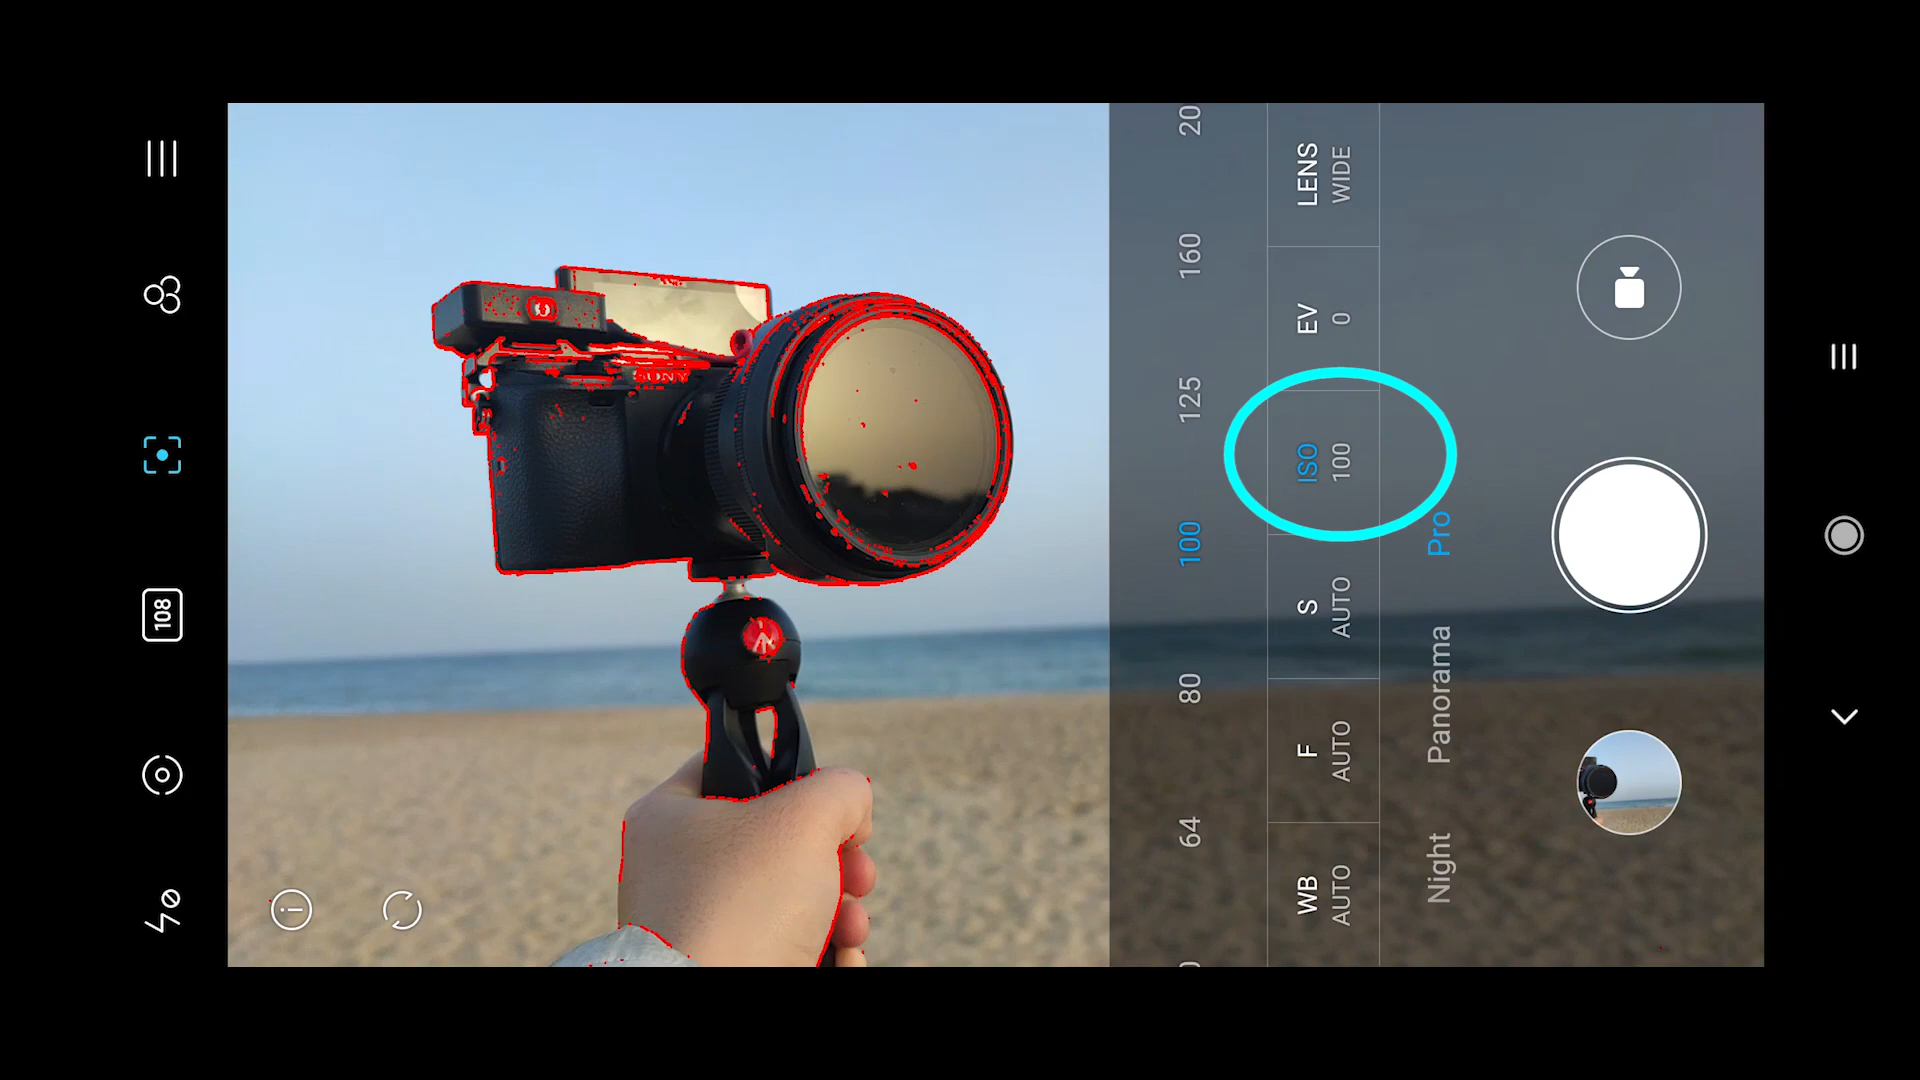 108
SONY
20
160
125
100
80
64
LENS
WIDE
EV
0
ISO
100
S
AUTO
F
AUTO
WB
AUTO
Pro
Panorama
Night